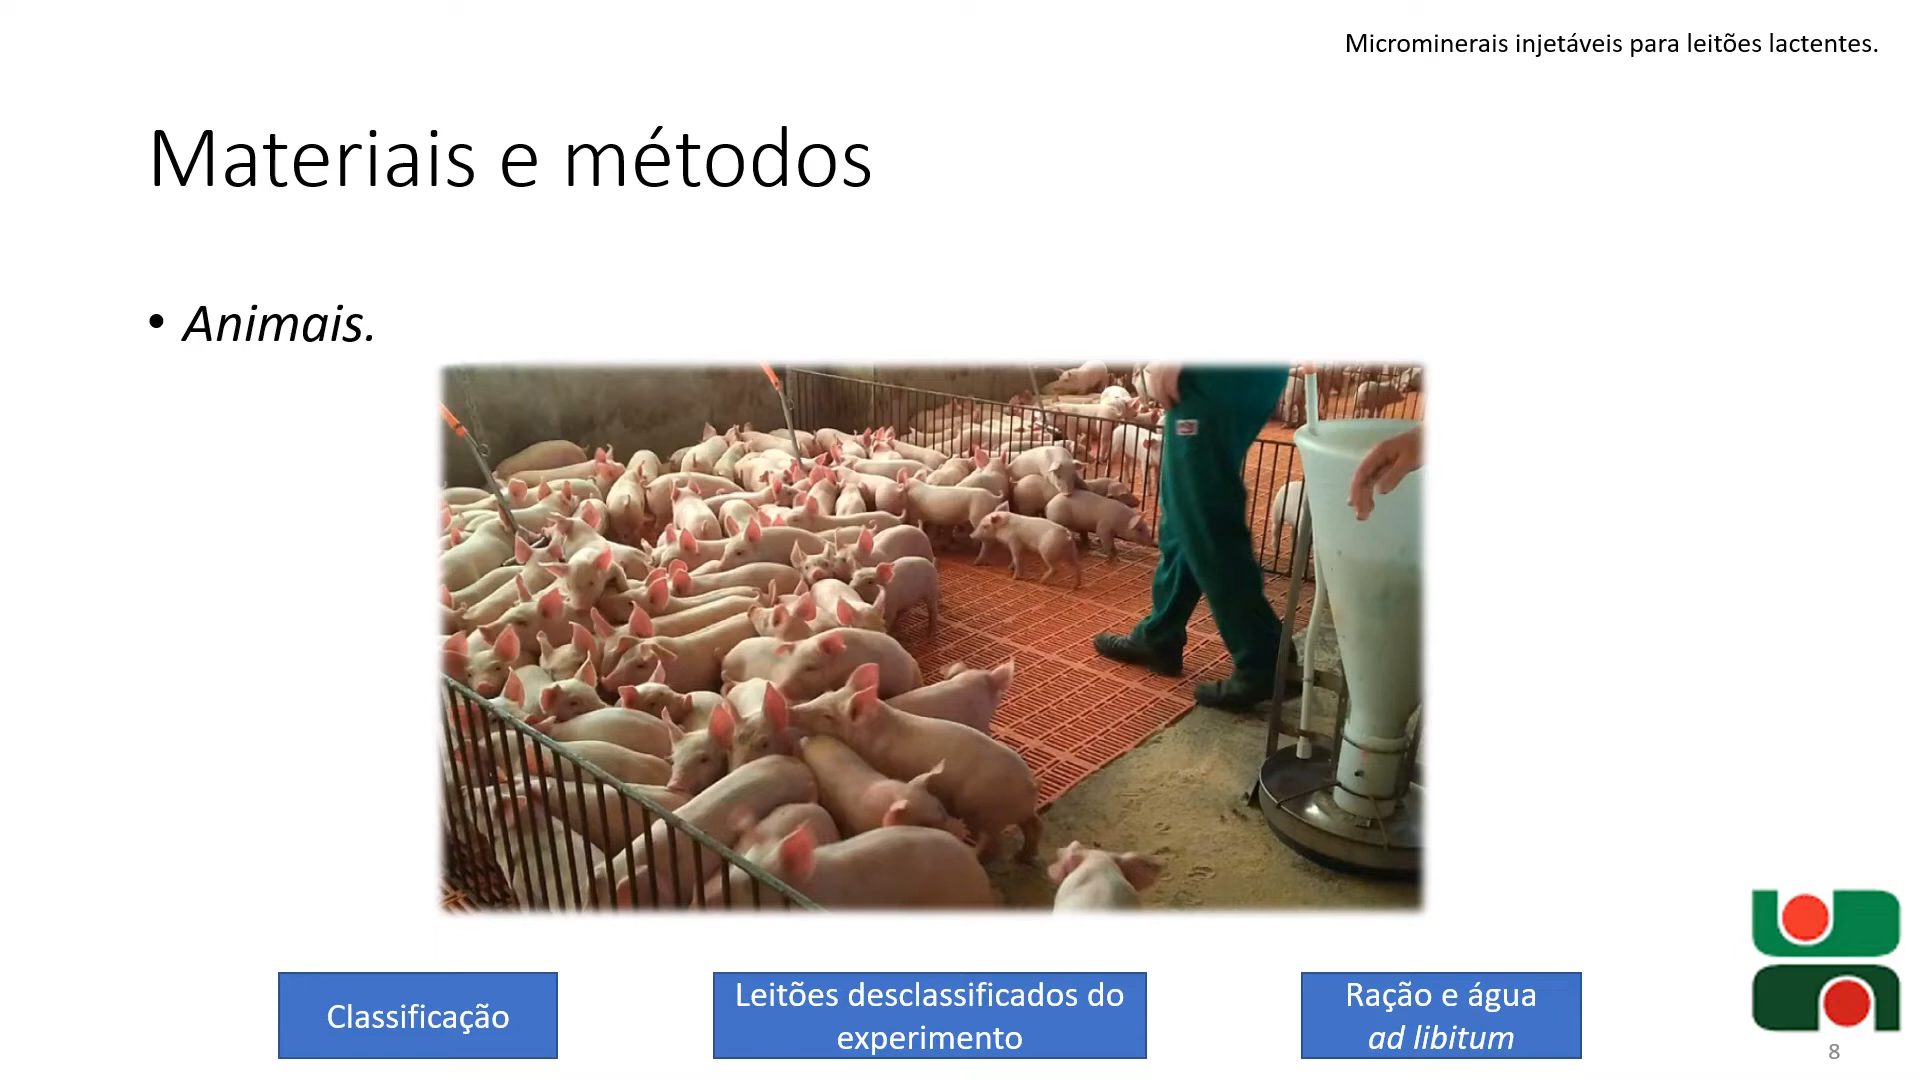 Microminerais injetáveis para leitões lactentes.
Materiais e métodos
• Animais.
Classificação
Leitões desclassificados do
experimento
Ração e água
ad libitum
8